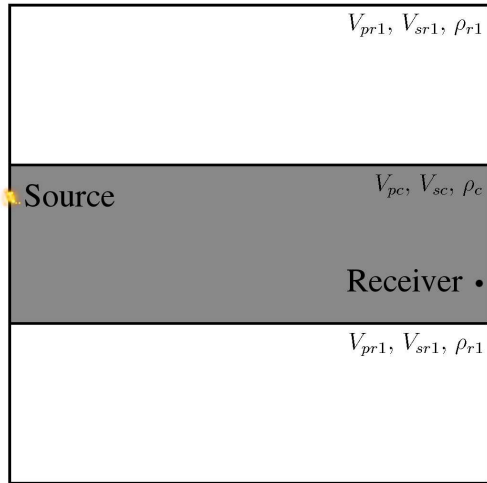 V_{pr1}, V_{sr1}, ρ_{r1}
V_{pc}, V_{sc}, ρ_c
Source
Receiver
V_{pr1}, V_{sr1}, ρ_{r1}